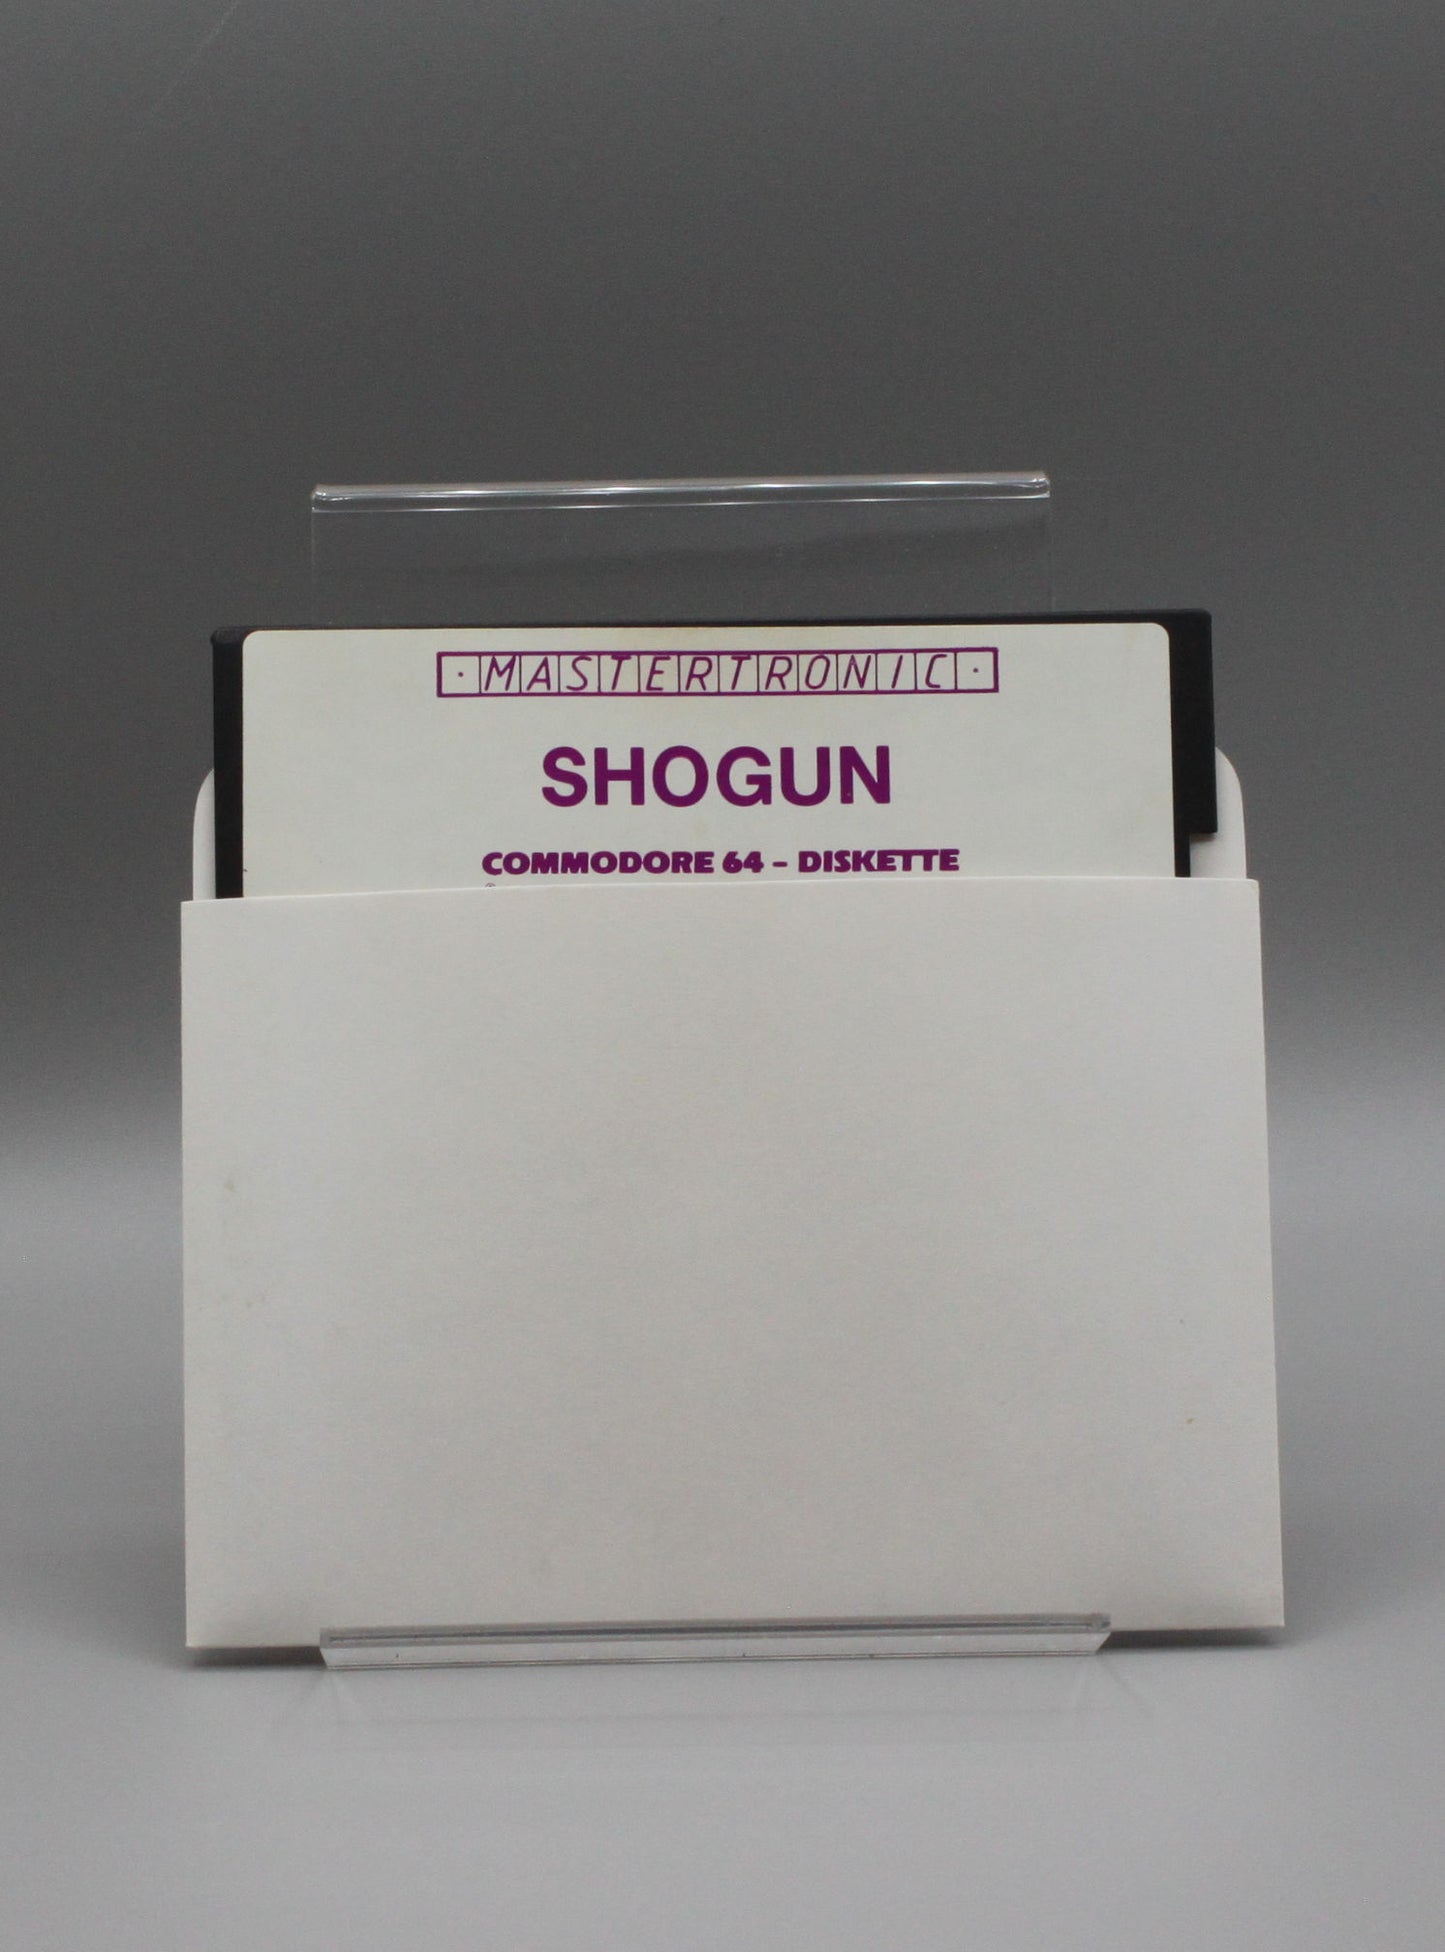 ·MASTERTRONIC·
SHOGUN
COMMODORE 64 – DISKETTE